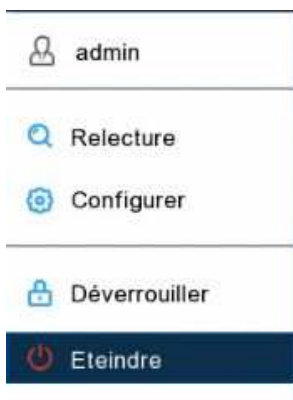 admin
Relecture
Configurer
Déverrouiller
Eteindre